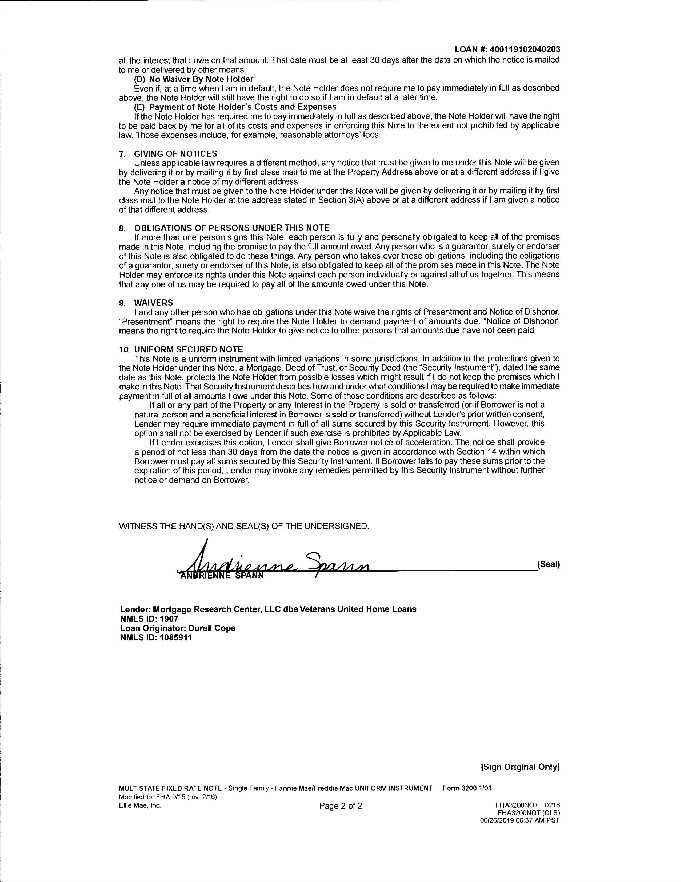 LOAN #: 400119102040203
all the interest that I owe on that amount. That date must be at least 30 days after the date on which the notice is mailed
to me or delivered by other means.
(D) No Waiver By Note Holder
Even if, at a time when I am in default, the Note Holder does not require me to pay immediately in full as described
above, the Note Holder will still have the right to do so if I am in default at a later time.
(E) Payment of Note Holder's Costs and Expenses
If the Note Holder has required me to pay immediately in full as described above, the Note Holder will have the right
to be paid back by me for all of its costs and expenses in enforcing this Note to the extent not prohibited by applicable
law. Those expenses include, for example, reasonable attorneys' fees.
7. GIVING OF NOTICES
Unless applicable law requires a different method, any notice that must be given to me under this Note will be given
by delivering it or by mailing it by first class mail to me at the Property Address above or at a different address if I give
the Note Holder a notice of my different address.
Any notice that must be given to the Note Holder under this Note will be given by delivering it or by mailing it by first
class mail to the Note Holder at the address stated in Section 3(A) above or at a different address if I am given a notice
of that different address.
8. OBLIGATIONS OF PERSONS UNDER THIS NOTE
If more than one person signs this Note, each person is fully and personally obligated to keep all of the promises
made in this Note, including the promise to pay the full amount owed. Any person who is a guarantor, surety or endorser
of this Note is also obligated to do these things. Any person who takes over these obligations, including the obligations
of a guarantor, surety or endorser of this Note, is also obligated to keep all of the promises made in this Note. The Note
Holder may enforce its rights under this Note against each person individually or against all of us together. This means
that any one of us may be required to pay all of the amounts owed under this Note.
9. WAIVERS
I and any other person who has obligations under this Note waive the rights of Presentment and Notice of Dishonor.
"Presentment" means the right to require the Note Holder to demand payment of amounts due. "Notice of Dishonor"
means the right to require the Note Holder to give notice to other persons that amounts due have not been paid.
10. UNIFORM SECURED NOTE
This Note is a uniform instrument with limited variations in some jurisdictions. In addition to the protections given to
the Note Holder under this Note, a Mortgage, Deed of Trust, or Security Deed (the "Security Instrument"), dated the same
date as this Note, protects the Note Holder from possible losses which might result if I do not keep the promises which I
make in this Note. That Security Instrument describes how and under what conditions I may be required to make immediate
payment in full of all amounts I owe under this Note. Some of those conditions are described as follows:
If all or any part of the Property or any Interest in the Property is sold or transferred (or if Borrower is not a
natural person and a beneficial interest in Borrower is sold or transferred) without Lender's prior written consent,
Lender may require immediate payment in full of all sums secured by this Security Instrument. However, this
option shall not be exercised by Lender if such exercise is prohibited by Applicable Law.
If Lender exercises this option, Lender shall give Borrower notice of acceleration. The notice shall provide
a period of not less than 30 days from the date the notice is given in accordance with Section 14 within which
Borrower must pay all sums secured by this Security Instrument. If Borrower fails to pay these sums prior to the
expiration of this period, Lender may invoke any remedies permitted by this Security Instrument without further
notice or demand on Borrower.
WITNESS THE HAND(S) AND SEAL(S) OF THE UNDERSIGNED.
Andrienne Spann
(Seal)
ANDRIENNE SPANN
Lender: Mortgage Research Center, LLC dba Veterans United Home Loans
NMLS ID: 1907
Loan Originator: Durell Cope
NMLS ID: 1085911
[Sign Original Only]
MULTISTATE FIXED RATE NOTE - Single Family - Fannie Mae/Freddie Mac UNIFORM INSTRUMENT Form 3200 1/01
Modified for FHA
Ellie Mae, Inc.
Page 2 of 2
FHA3200NOT
FHA3200NOT (CLS)
06:37 AM PST